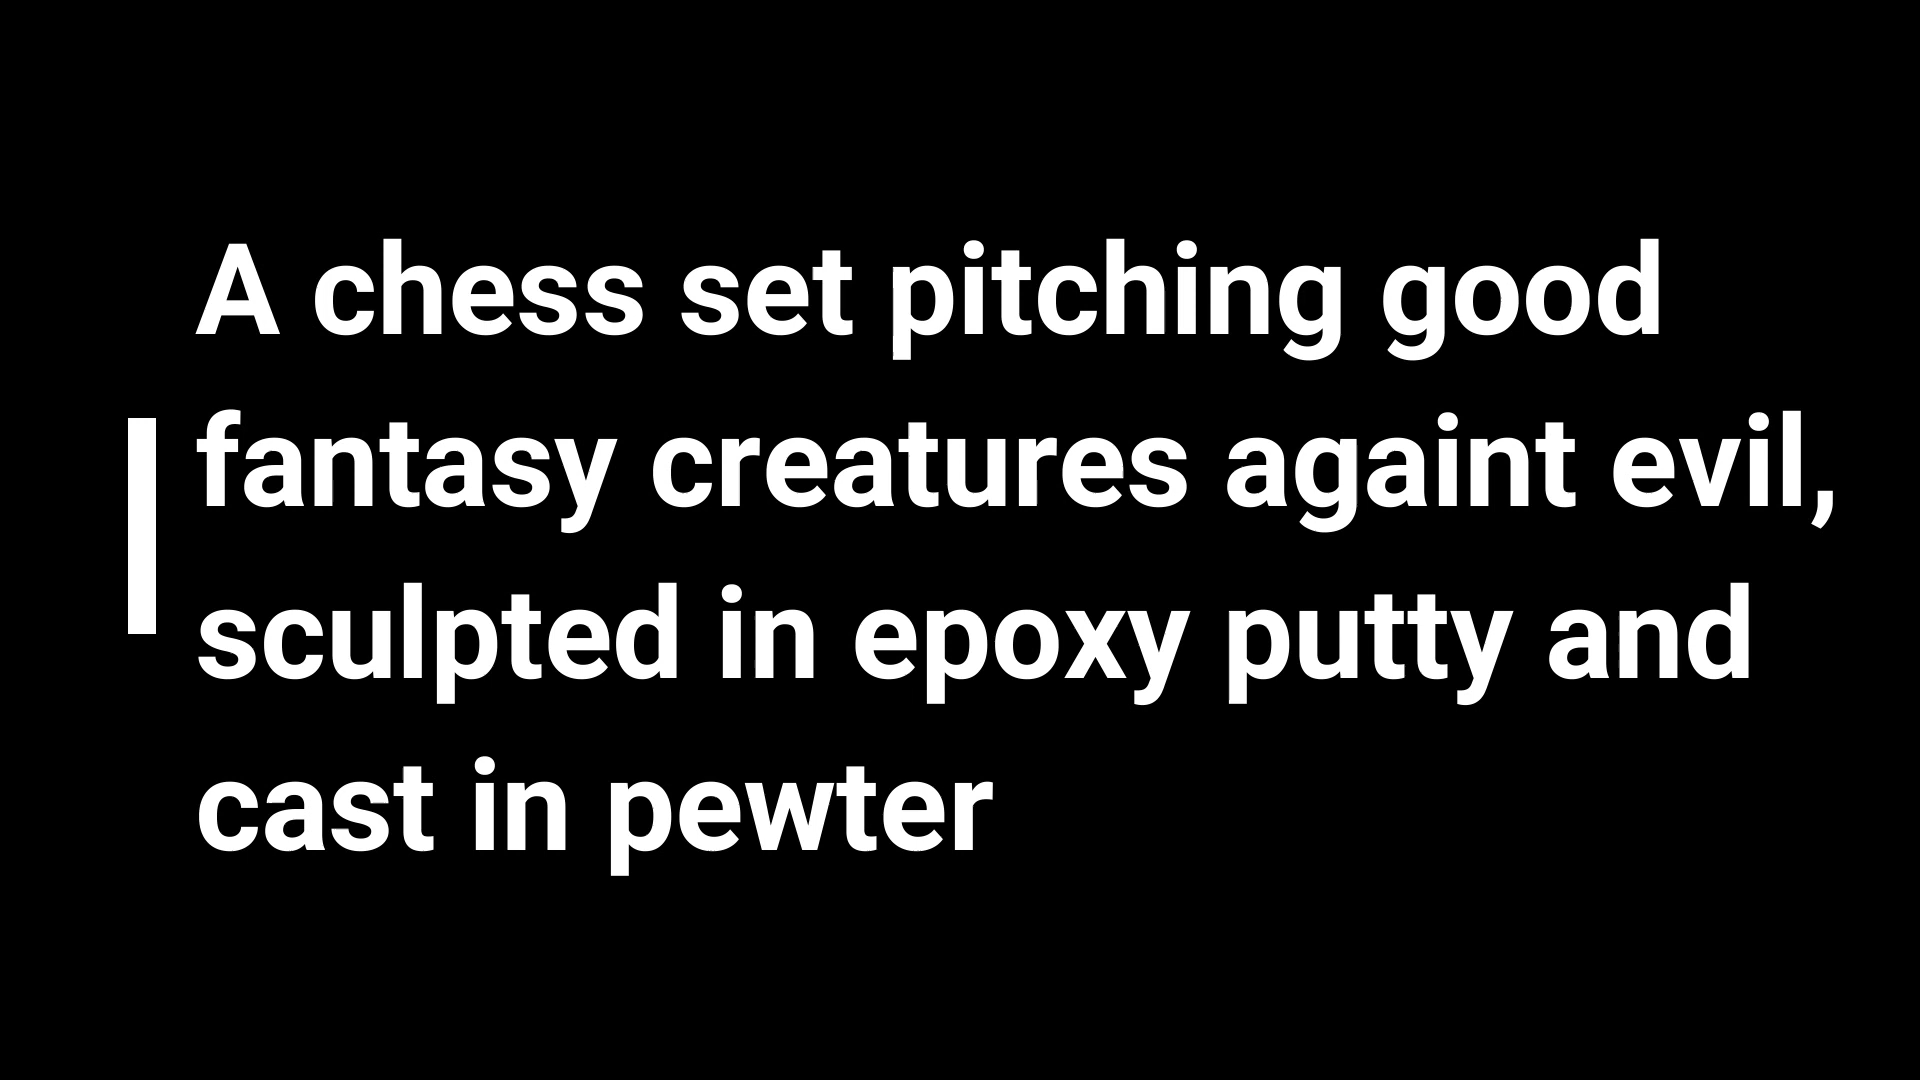 A chess set pitching good
fantasy creatures againt evil,
sculpted in epoxy putty and
cast in pewter